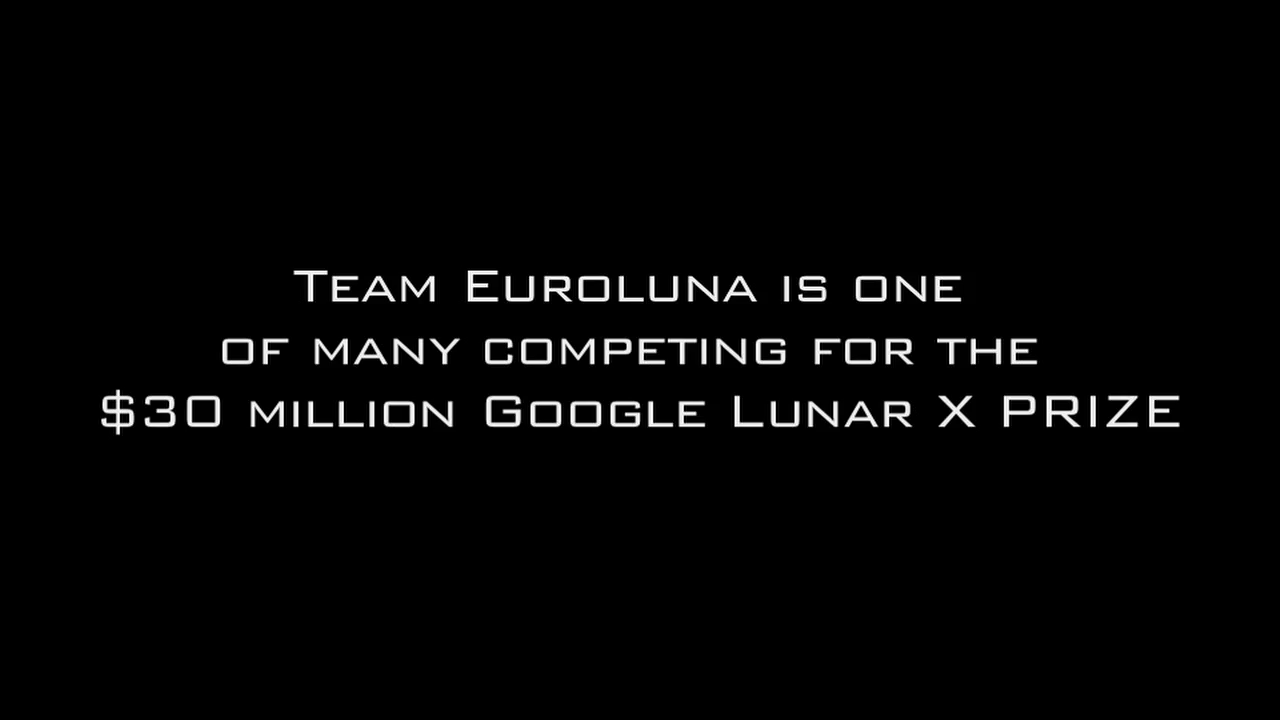 Team Euroluna is one
of many competing for the
$30 million Google Lunar X PRIZE